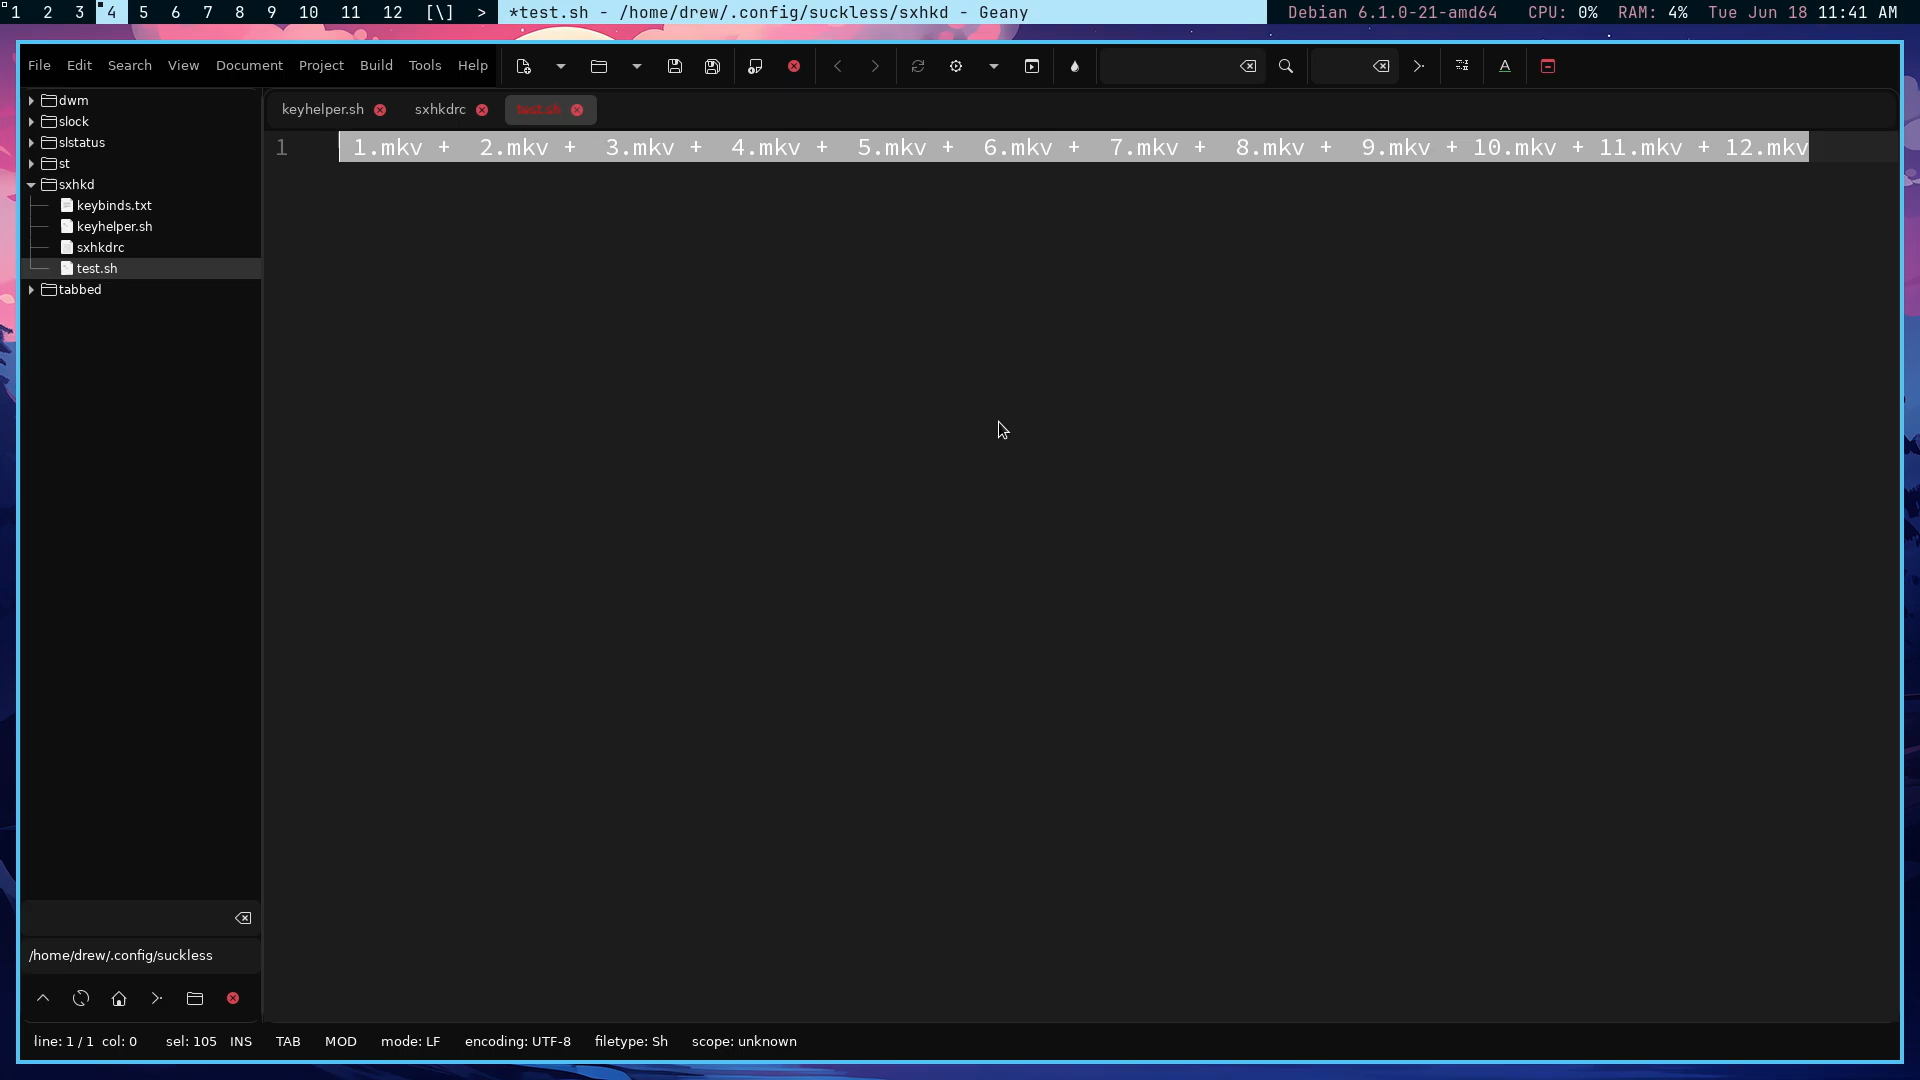 1 2 3 4 5 6 7 8 9 10 11 12 [\] > *test.sh - /home/drew/.config/suckless/sxhkd - Geany Debian 6.1.0-21-amd64 CPU: 0% RAM: 4% Tue Jun 18 11:41 AM
File Edit Search View Document Project Build Tools Help
dwm
slock
slstatus
st
sxhkd
keybinds.txt
keyhelper.sh
sxhkdrc
test.sh
tabbed
/home/drew/.config/suckless
keyhelper.sh sxhkdrc test.sh
1 1.mkv + 2.mkv + 3.mkv + 4.mkv + 5.mkv + 6.mkv + 7.mkv + 8.mkv + 9.mkv + 10.mkv + 11.mkv + 12.mkv
line: 1 / 1 col: 0 sel: 105 INS TAB MOD mode: LF encoding: UTF-8 filetype: Sh scope: unknown